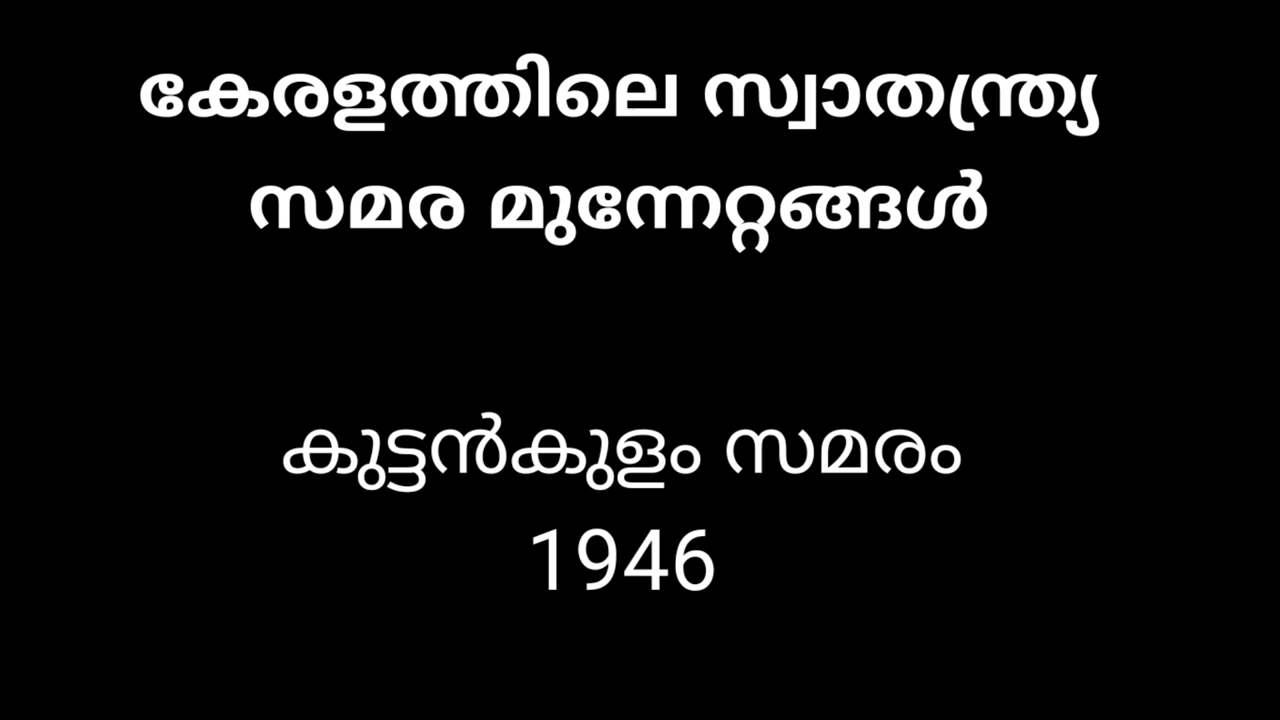 കേരളത്തിലെ സ്വാതന്ത്ര്യ
സമര മുന്നേറ്റങ്ങൾ
കുട്ടൻകുളം സമരം
1946